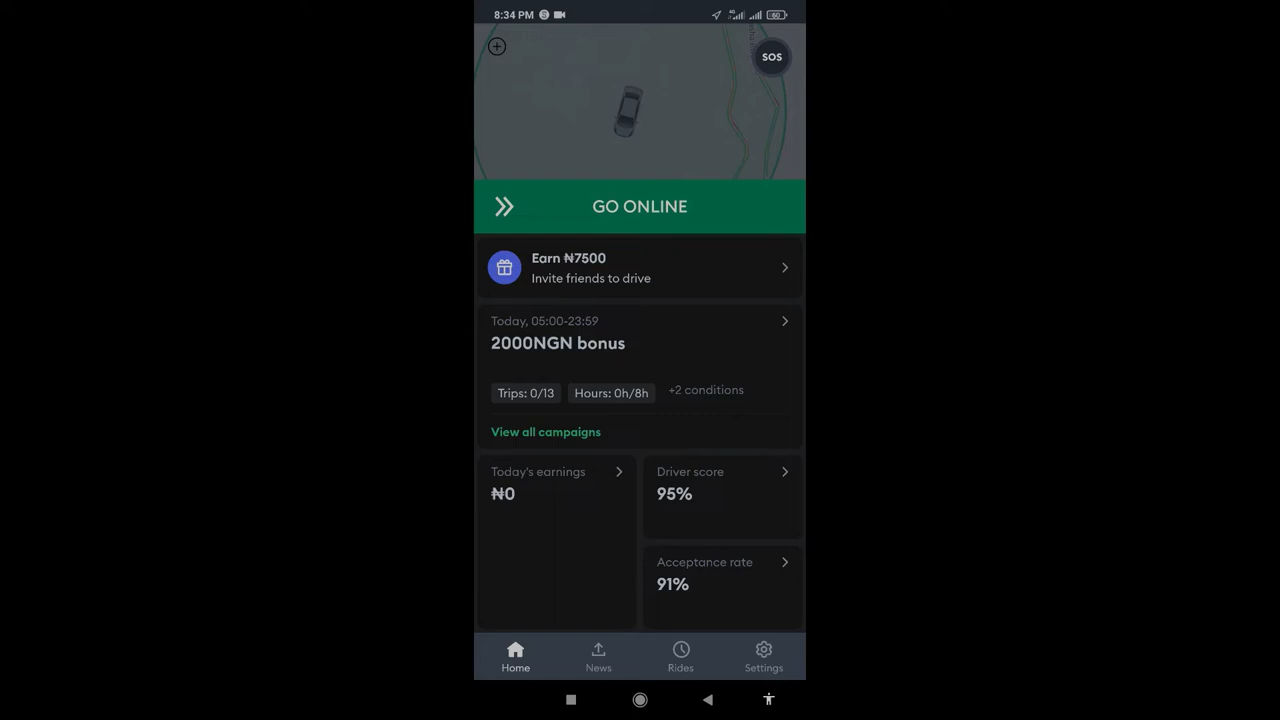 8:34 PM
4G
60
SOS
GO ONLINE
Earn ₦7500
Invite friends to drive
Today, 05:00-23:59
2000NGN bonus
Trips: 0/13 Hours: 0h/8h +2 conditions
View all campaigns
Today's earnings
₦0
Driver score
95%
Acceptance rate
91%
Home News Rides Settings